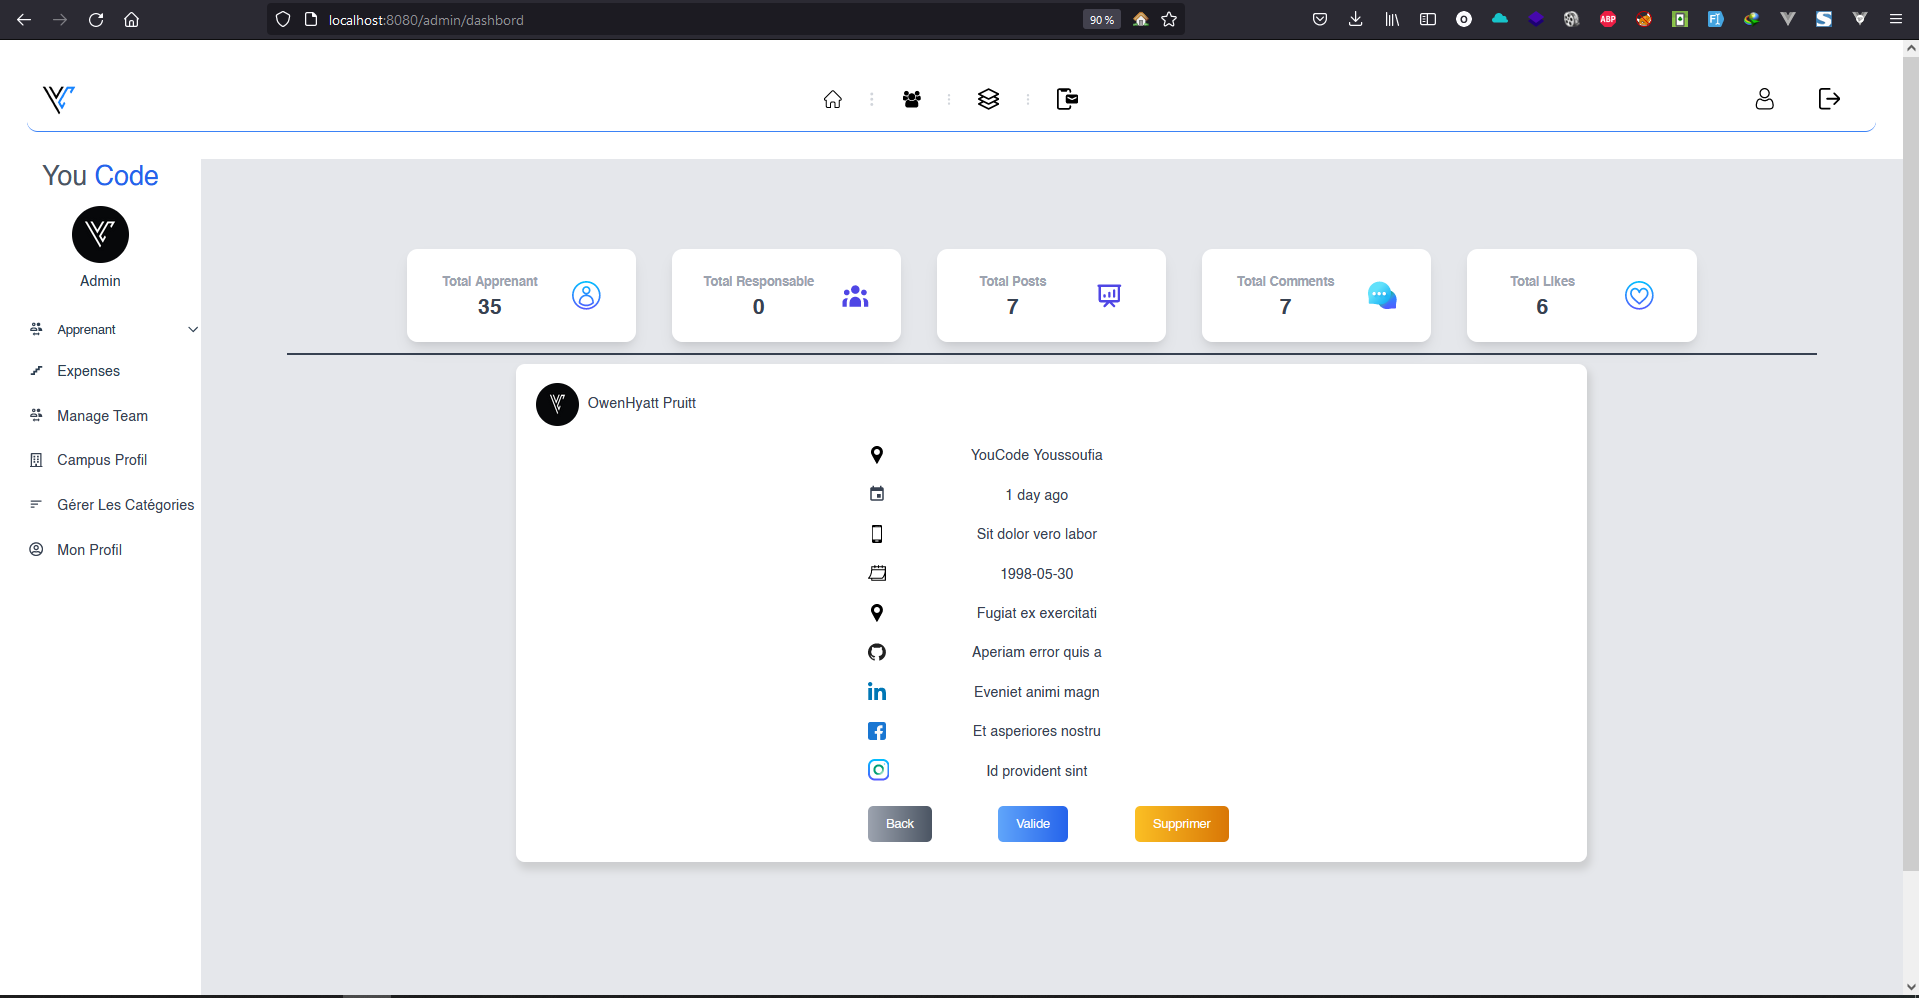 localhost:8080/admin/dashbord
90 %
ABP
You Code
Admin
Apprenant
Expenses
Manage Team
Campus Profil
Gérer Les Catégories
Mon Profil
Total Apprenant
35
Total Responsable
0
Total Posts
7
Total Comments
7
Total Likes
6
OwenHyatt Pruitt
YouCode Youssoufia
1 day ago
Sit dolor vero labor
1998-05-30
Fugiat ex exercitati
Aperiam error quis a
Eveniet animi magn
Et asperiores nostru
Id provident sint
Back
Valide
Supprimer